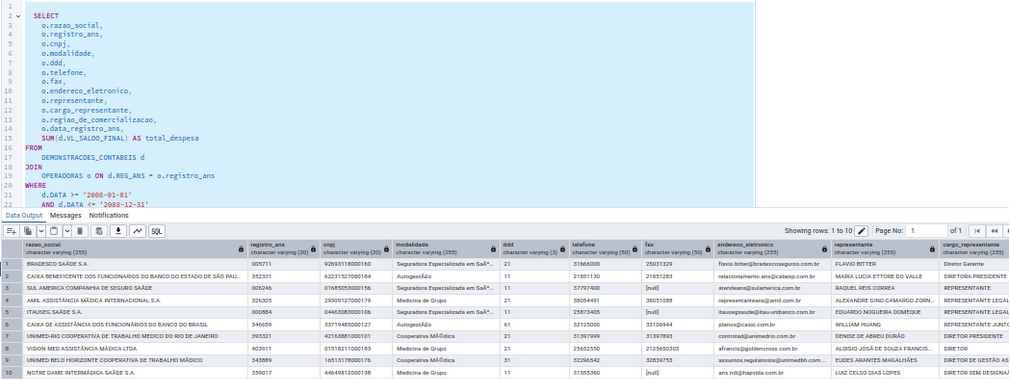 1
2 SELECT
3 o.razao_social,
4 o.registro_ans,
5 o.cnpj,
6 o.modalidade,
7 o.ddd,
8 o.telefone,
9 o.fax,
10 o.endereco_eletronico,
11 o.representante,
12 o.cargo_representante,
13 o.regiao_de_comercializacao,
14 o.data_registro_ans,
15 SUM(d.VL_SALDO_FINAL) AS total_despesa
16 FROM
17 DEMONSTRACOES_CONTABEIS d
18 JOIN
19 OPERADORAS o ON d.REG_ANS = o.registro_ans
20 WHERE
21 d.DATA >= '2008-01-01'
22 AND d.DATA <= '2008-12-31'
Data Output Messages Notifications
SQL Showing rows: 1 to 10 Page No: 1 of 1
razao_social registro_ans cnpj modalidade ddd telefone fax endereco_eletronico representante cargo_representante
character varying (255) character varying (20) character varying (20) character varying (255) character varying (3) character varying (50) character varying (50) character varying (255) character varying (255) character varying (255)
1 BRADESCO SAÃŠDE S.A. 005711 92693118000160 Seguradora Especializada em SaÃº... 21 31666000 25031329 flavio.bitter@bradescoseguros.com.br FLAVIO BITTER Diretor Gerente
2 CAIXA BENEFICENTE DOS FUNCIONARIOS DO BANCO DO ESTADO DE SÃO PAU... 352331 62231527000184 AutogestÃ£o 11 21851130 21851283 relacionamento.ans@cabesp.com.br MARIA LUCIA ETTORE DO VALLE DIRETORA PRESIDENTE
3 SUL AMERICA COMPANHIA DE SEGURO SAÚDE 006246 01685053000156 Seguradora Especializada em SaÃº... 11 37797400 [null] atendeans@sulamerica.com.br RAQUEL REIS CORREA REPRESENTANTE
4 AMIL ASSISTÊNCIA MÉDICA INTERNACIONAL S.A. 326305 29309127000179 Medicina de Grupo 21 38054491 38051088 representanteans@amil.com.br ALEXANDRE GINO CAMARGO ZORN... REPRESENTANTE LEGAL
5 ITAUSEG SAÚDE S.A. 000884 04463083000106 Seguradora Especializada em SaÃº... 11 25873405 [null] itausegsaude@itau-unibanco.com.br EDUARDO NOGUEIRA DOMEQUE REPRESENTANTE LEGAL
6 CAIXA DE ASSISTÊNCIA DOS FUNCIONÁRIOS DO BANCO DO BRASIL 346659 33719485000127 AutogestÃ£o 61 32125000 33106944 planos@cassi.com.br WILLIAM HUANG REPRESENTANTE JUNTO
7 UNIMED-RIO COOPERATIVA DE TRABALHO MEDICO DO RIO DE JANEIRO 393321 42163881000101 Cooperativa MÃ©dica 21 31397999 31397893 controlad@unimedrio.com.br DENISE DE ABREU DURÃO DIRETOR PRESIDENTE
8 VISION MED ASSISTÊNCIA MÉDICA LTDA 403911 01518211000183 Medicina de Grupo 21 25652550 2125650303 afrancis@goldencross.com.br ALOISIO JOSÉ DE SOUZA FRANCIS... DIRETOR
9 UNIMED BELO HORIZONTE COOPERATIVA DE TRABALHO MÉDICO 343889 16513178000176 Cooperativa MÃ©dica 31 32296542 32839753 assuntos.regulatorios@unimedbh.com... EUDES ARANTES MAGALHÃES DIRETOR DE GESTÃO AS
10 NOTRE DAME INTERMÉDICA SAÚDE S.A. 359017 44649812000138 Medicina de Grupo 11 31555360 [null] ans.ndi@hapvida.com.br LUIZ CELSO DIAS LOPES DIRETOR SEM DESIGNA